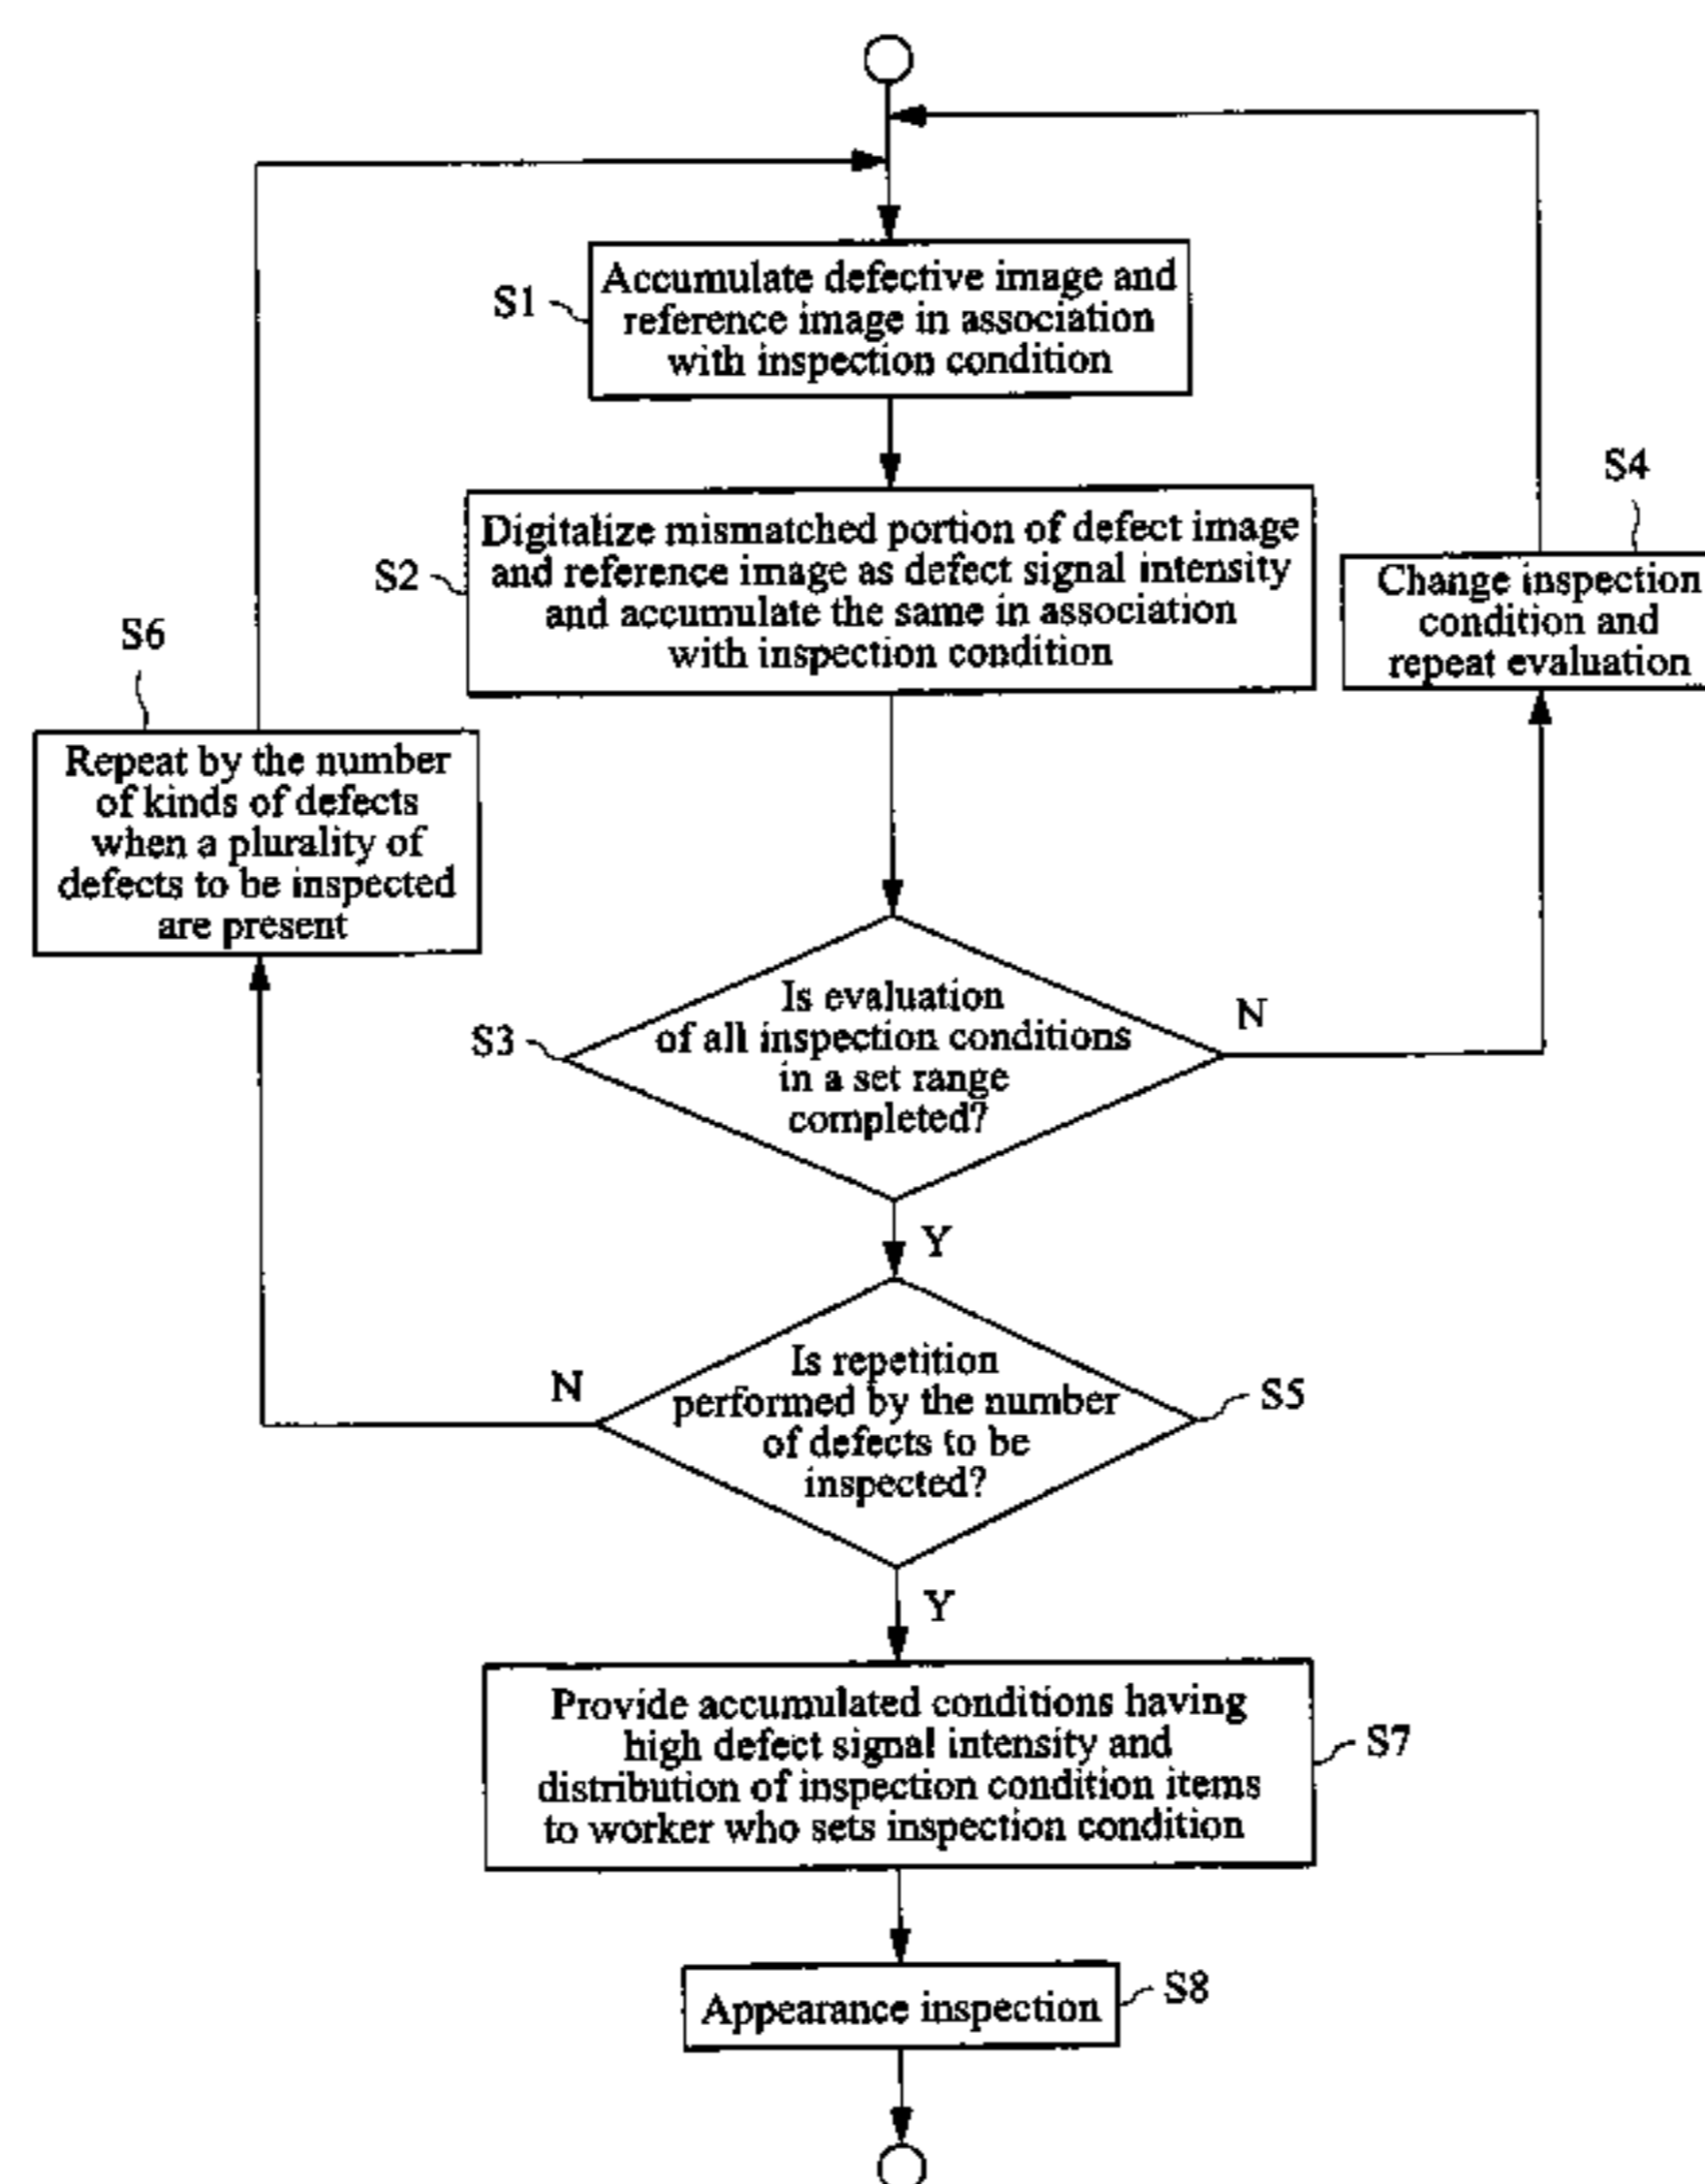 S1
Accumulate defective image and
reference image in association
with inspection condition
S2
Digitalize mismatched portion of defect image
and reference image as defect signal intensity
and accumulate the same in association
with inspection condition
S4
Change inspection
condition and
repeat evaluation
S6
Repeat by the number
of kinds of defects
when a plurality of
defects to be inspected
are present
S3
Is evaluation
of all inspection conditions
in a set range
completed?
N
Y
Is repetition
performed by the number
of defects to be
inspected?
N
S5
Y
Provide accumulated conditions having
high defect signal intensity and
distribution of inspection condition items
to worker who sets inspection condition
S7
Appearance inspection
S8